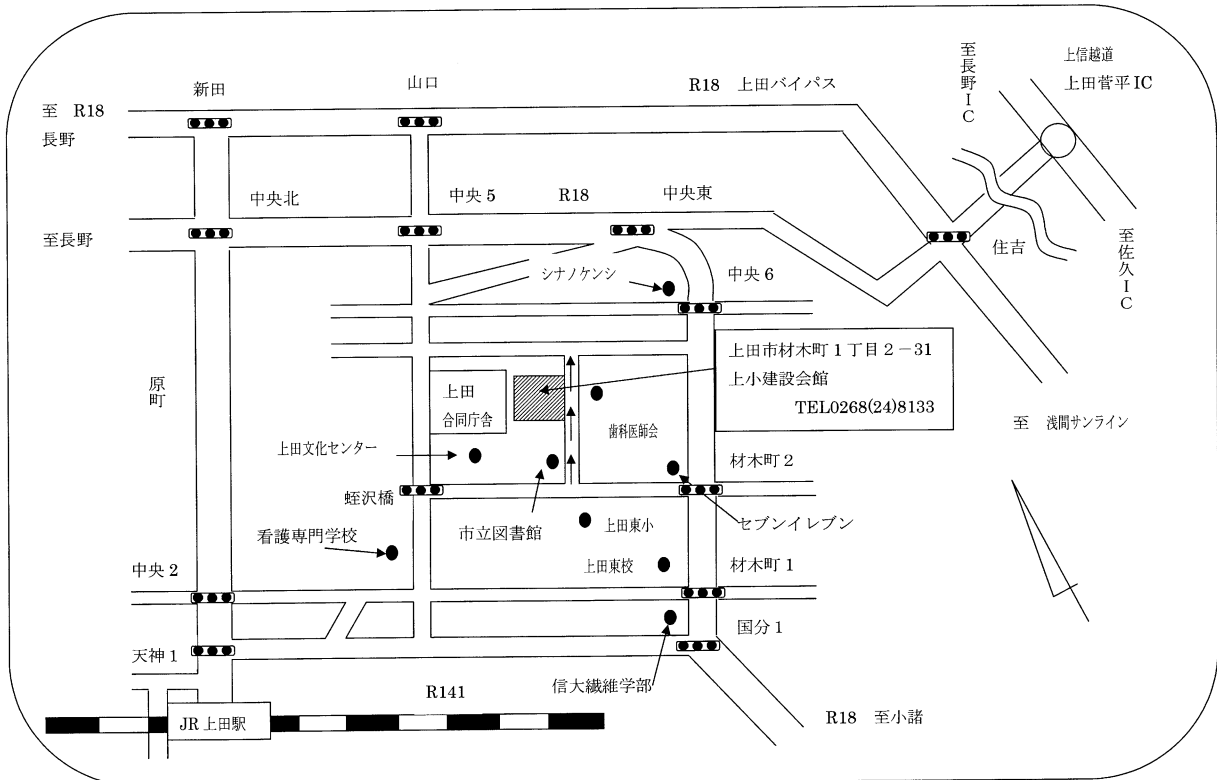 至長野IC
上信越道
上田菅平IC
新田
山口
R18 上田バイパス
至 R18
長野
中央北
中央5
R18
中央東
至長野
住吉
至佐久IC
シナノケンシ
中央6
上田市材木町1丁目2-31
上小建設会館
TEL0268(24)8133
原町
上田
合同庁舎
歯科医師会
至 浅間サンライン
上田文化センター
材木町2
蛭沢橋
市立図書館
上田東小
セブンイレブン
看護専門学校
上田東校
材木町1
中央2
国分1
天神1
信大繊維学部
R141
JR上田駅
R18 至小諸